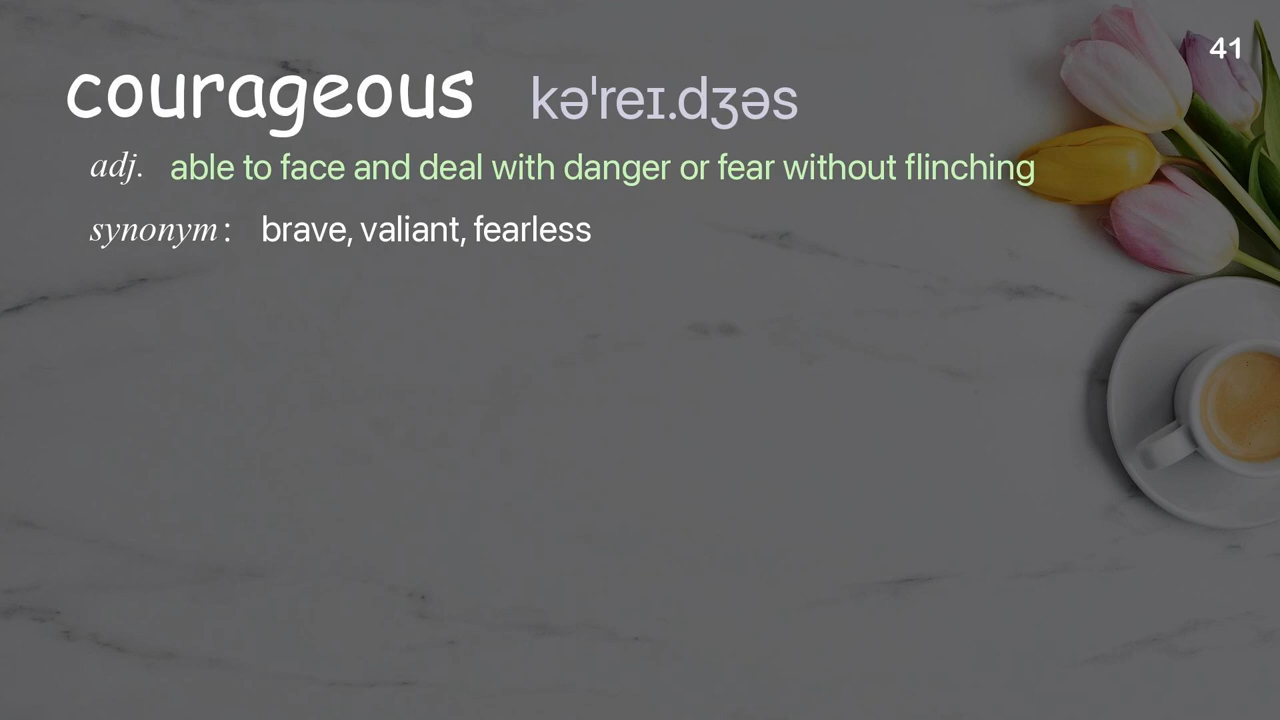 41
courageous kəˈreɪ.dʒəs
adj. able to face and deal with danger or fear without flinching
synonym: brave, valiant, fearless